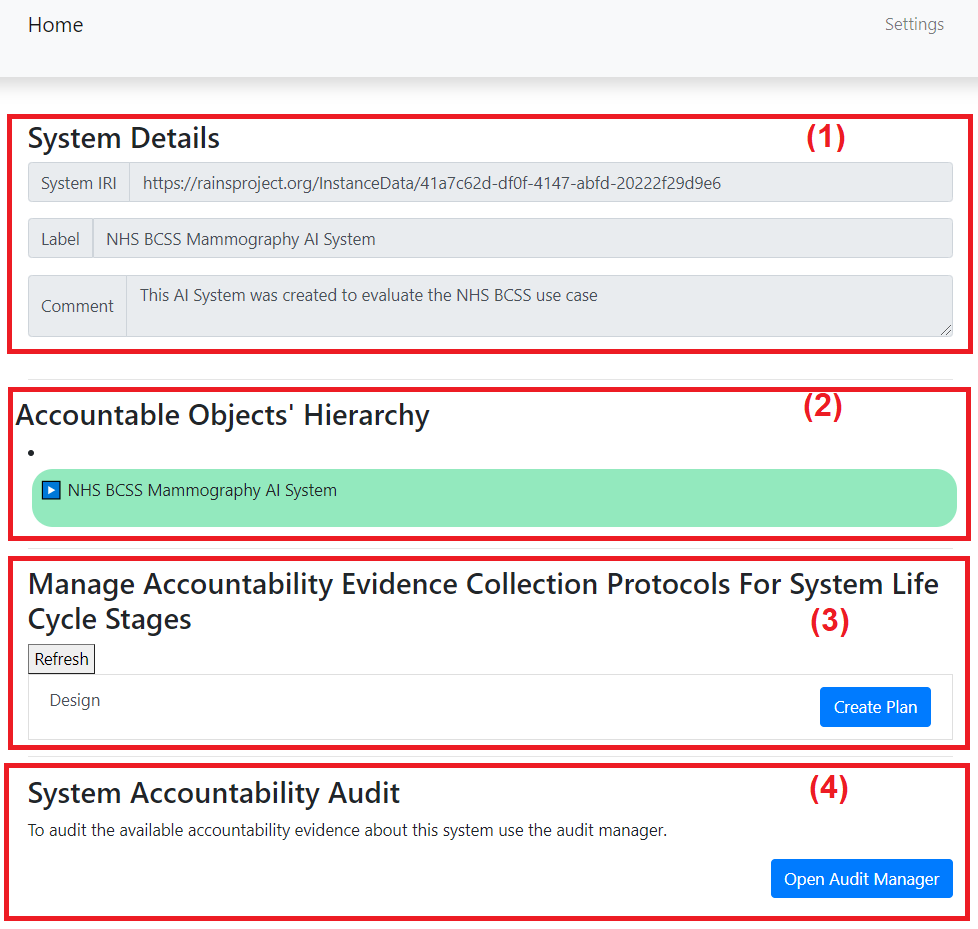 Home
Settings
System Details
(1)
System IRI
https://rainsproject.org/InstanceData/41a7c62d-df0f-4147-abfd-20222f29d9e6
Label
NHS BCSS Mammography AI System
Comment
This AI System was created to evaluate the NHS BCSS use case
Accountable Objects' Hierarchy
(2)
NHS BCSS Mammography AI System
Manage Accountability Evidence Collection Protocols For System Life
Cycle Stages
(3)
Refresh
Design
Create Plan
System Accountability Audit
(4)
To audit the available accountability evidence about this system use the audit manager.
Open Audit Manager